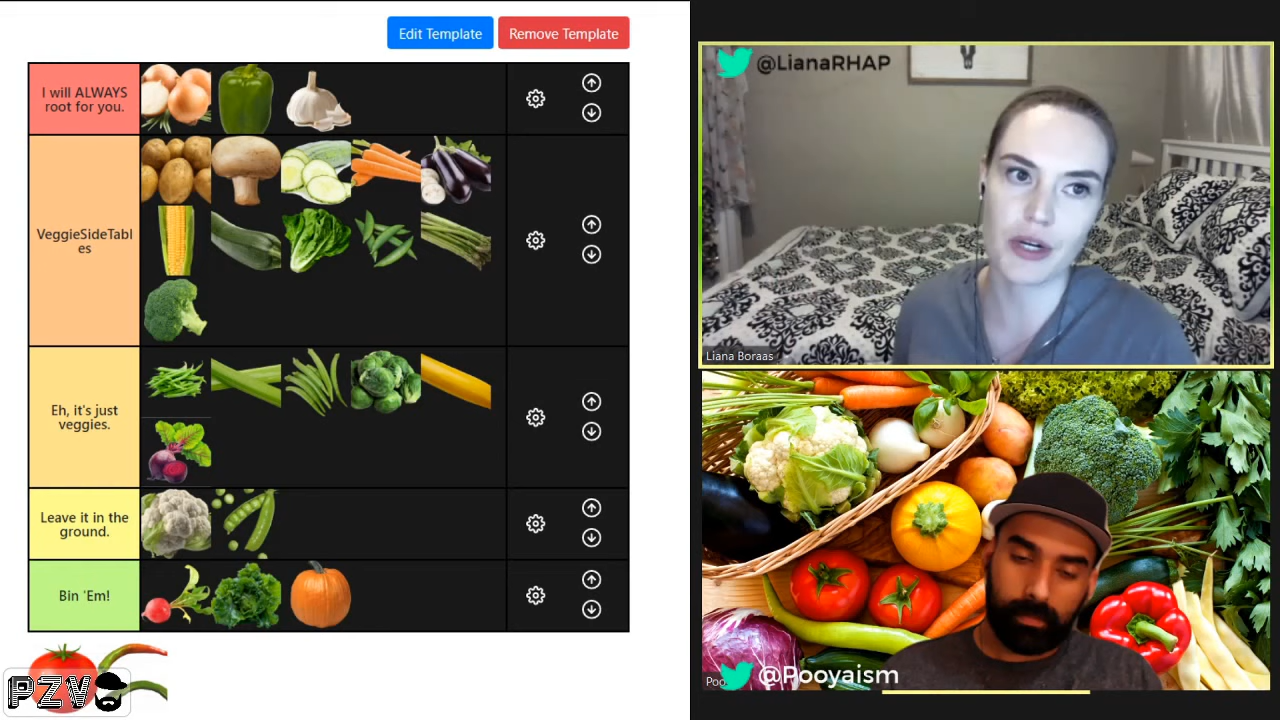 Edit Template
Remove Template
I will ALWAYS
root for you.
VeggieSideTabl
es
Eh, it's just
veggies.
Leave it in the
ground.
Bin 'Em!
PZV
@LianaRHAP
Liana Boraas
Poo
@Pooyaism